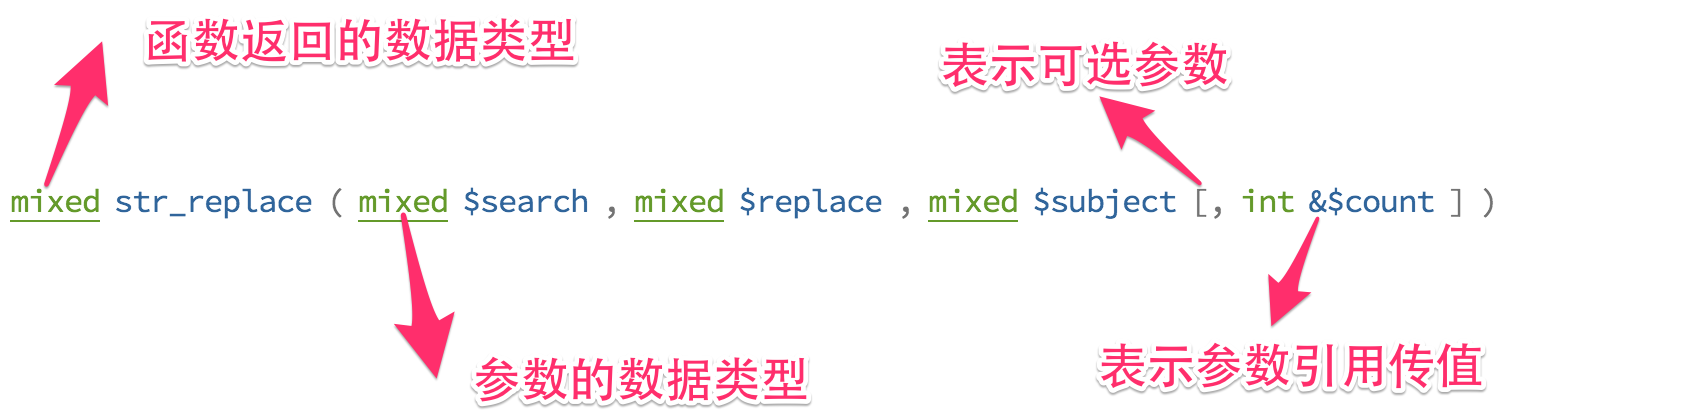 函数返回的数据类型
表示可选参数
mixed str_replace ( mixed $search , mixed $replace , mixed $subject [, int &$count ] )
参数的数据类型
表示参数引用传值